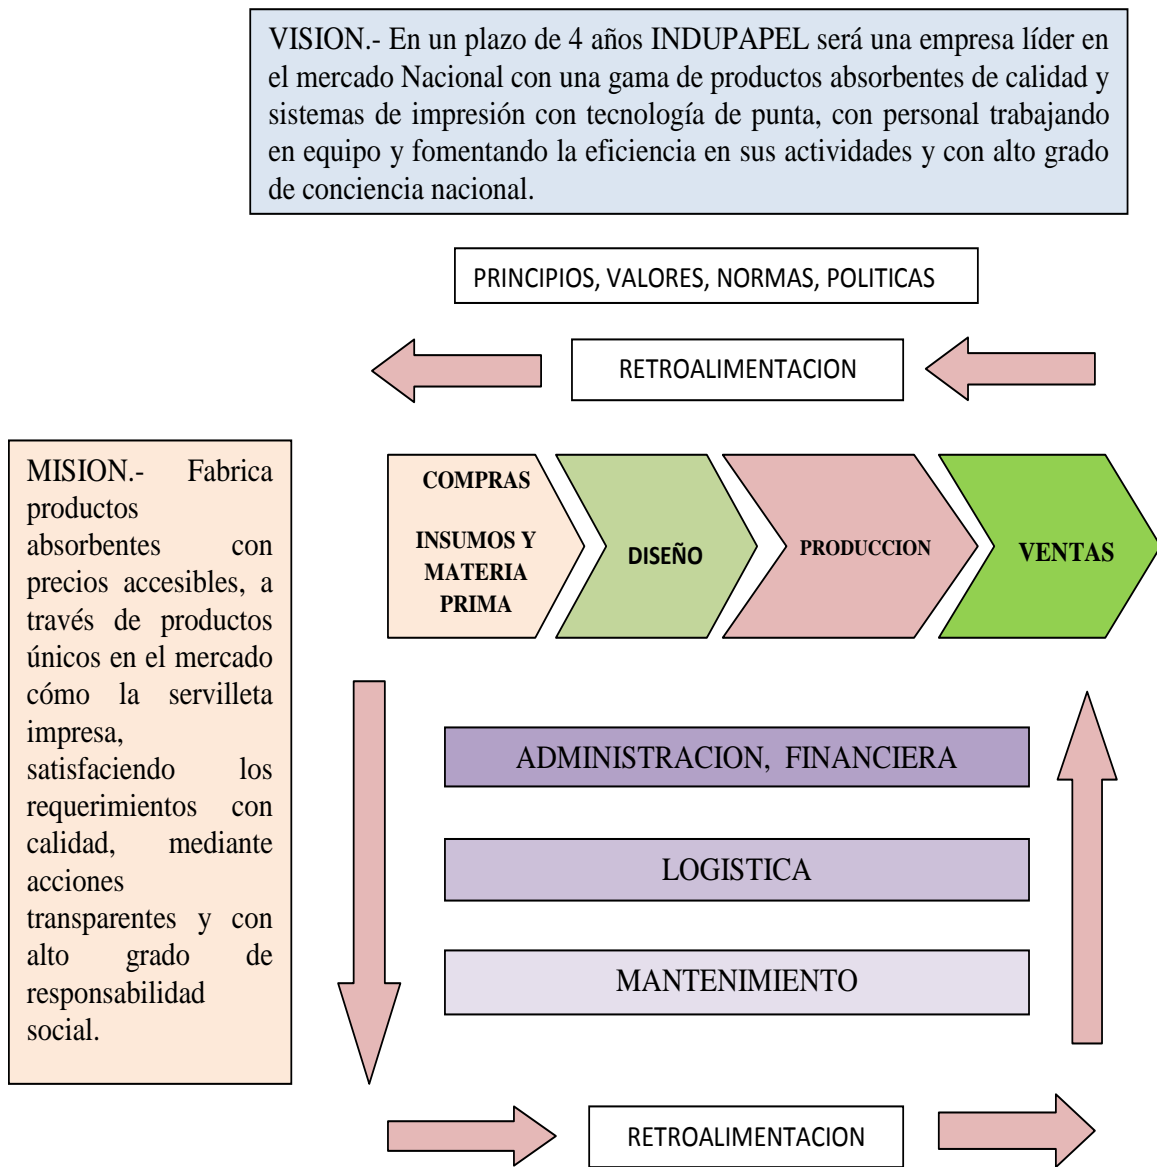 VISION.- En un plazo de 4 años INDUPAPEL será una empresa líder en
el mercado Nacional con una gama de productos absorbentes de calidad y
sistemas de impresión con tecnología de punta, con personal trabajando
en equipo y fomentando la eficiencia en sus actividades y con alto grado
de conciencia nacional.
PRINCIPIOS, VALORES, NORMAS, POLITICAS
RETROALIMENTACION
MISION.- Fabrica
productos
absorbentes con
precios accesibles, a
través de productos
únicos en el mercado
cómo la servilleta
impresa,
satisfaciendo los
requerimientos con
calidad, mediante
acciones
transparentes y con
alto grado de
responsabilidad
social.
COMPRAS
INSUMOS Y
MATERIA
PRIMA
DISEÑO
PRODUCCION
VENTAS
ADMINISTRACION, FINANCIERA
LOGISTICA
MANTENIMIENTO
RETROALIMENTACION